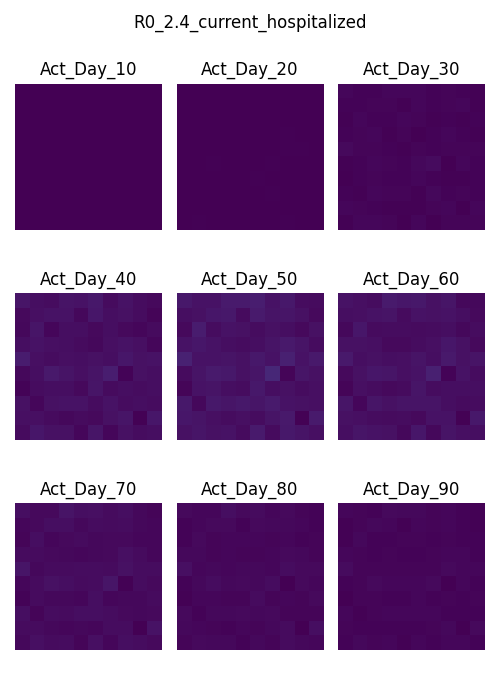 R0_2.4_current_hospitalized
Act_Day_10 Act_Day_20 Act_Day_30
Act_Day_40 Act_Day_50 Act_Day_60
Act_Day_70 Act_Day_80 Act_Day_90